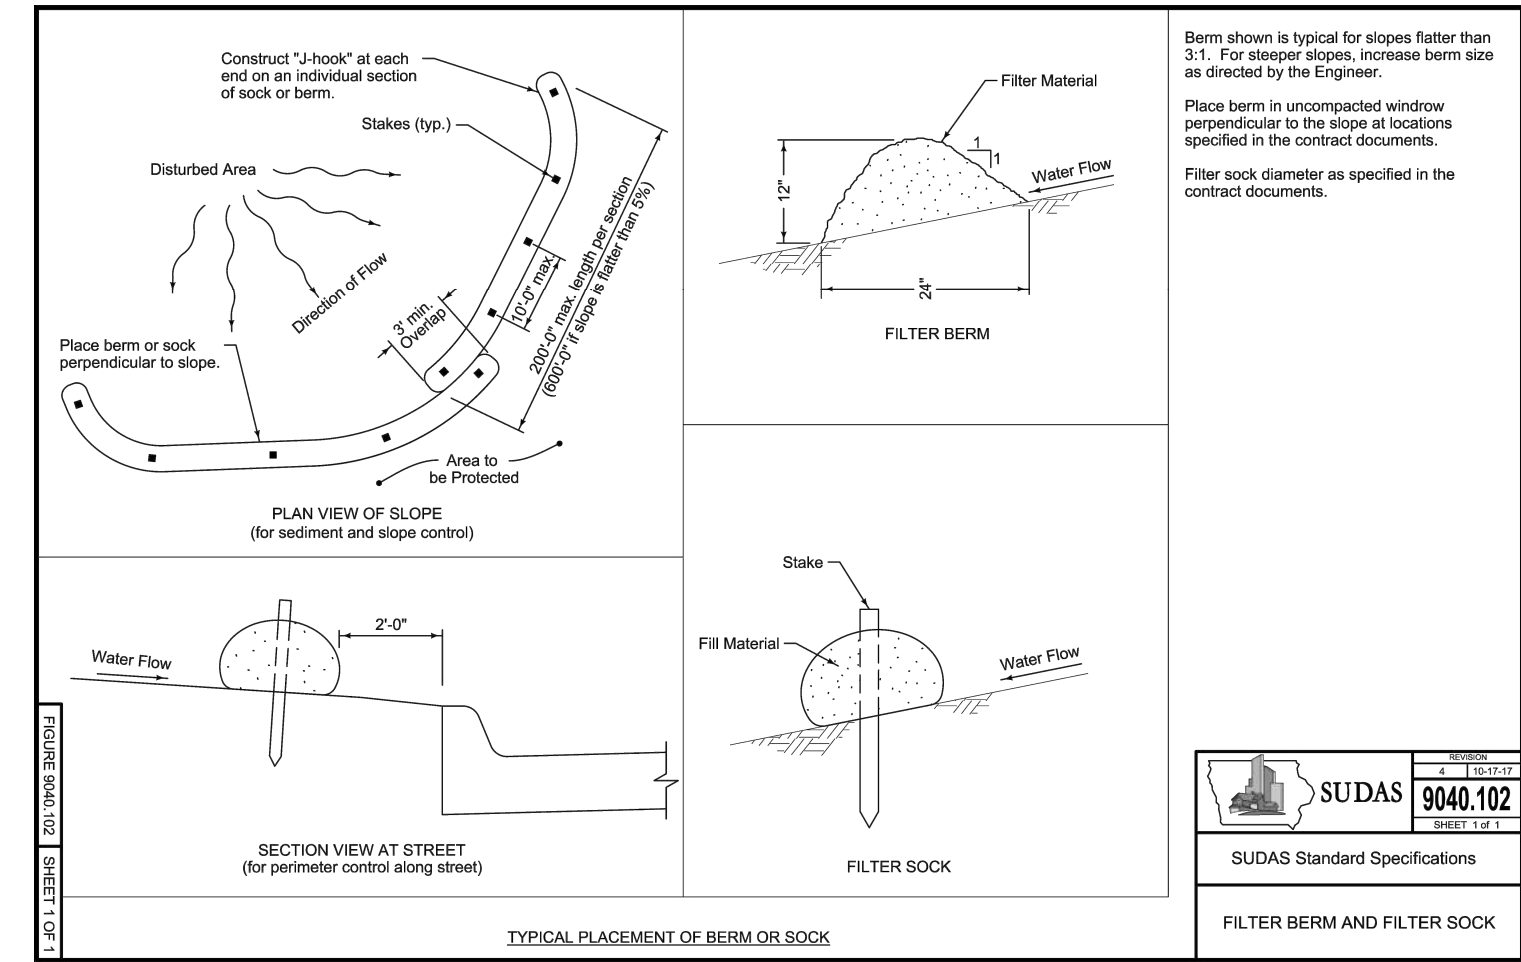 Construct "J-hook" at each
end on an individual section
of sock or berm.
Stakes (typ.)
Disturbed Area
Direction of Flow
3' min.
Overlap
10'-0" max.
200'-0" max. length per section
(600'-0" if slope is flatter than 5%)
Place berm or sock
perpendicular to slope.
Area to
be Protected
PLAN VIEW OF SLOPE
(for sediment and slope control)
Filter Material
1
1
Water Flow
12"
24"
FILTER BERM
Berm shown is typical for slopes flatter than
3:1. For steeper slopes, increase berm size
as directed by the Engineer.
Place berm in uncompacted windrow
perpendicular to the slope at locations
specified in the contract documents.
Filter sock diameter as specified in the
contract documents.
2'-0"
Water Flow
SECTION VIEW AT STREET
(for perimeter control along street)
Stake
Fill Material
Water Flow
FILTER SOCK
TYPICAL PLACEMENT OF BERM OR SOCK
FIGURE 9040.102
SHEET 1 OF 1
SUDAS
REVISION
4
10-17-17
9040.102
SHEET 1 of 1
SUDAS Standard Specifications
FILTER BERM AND FILTER SOCK